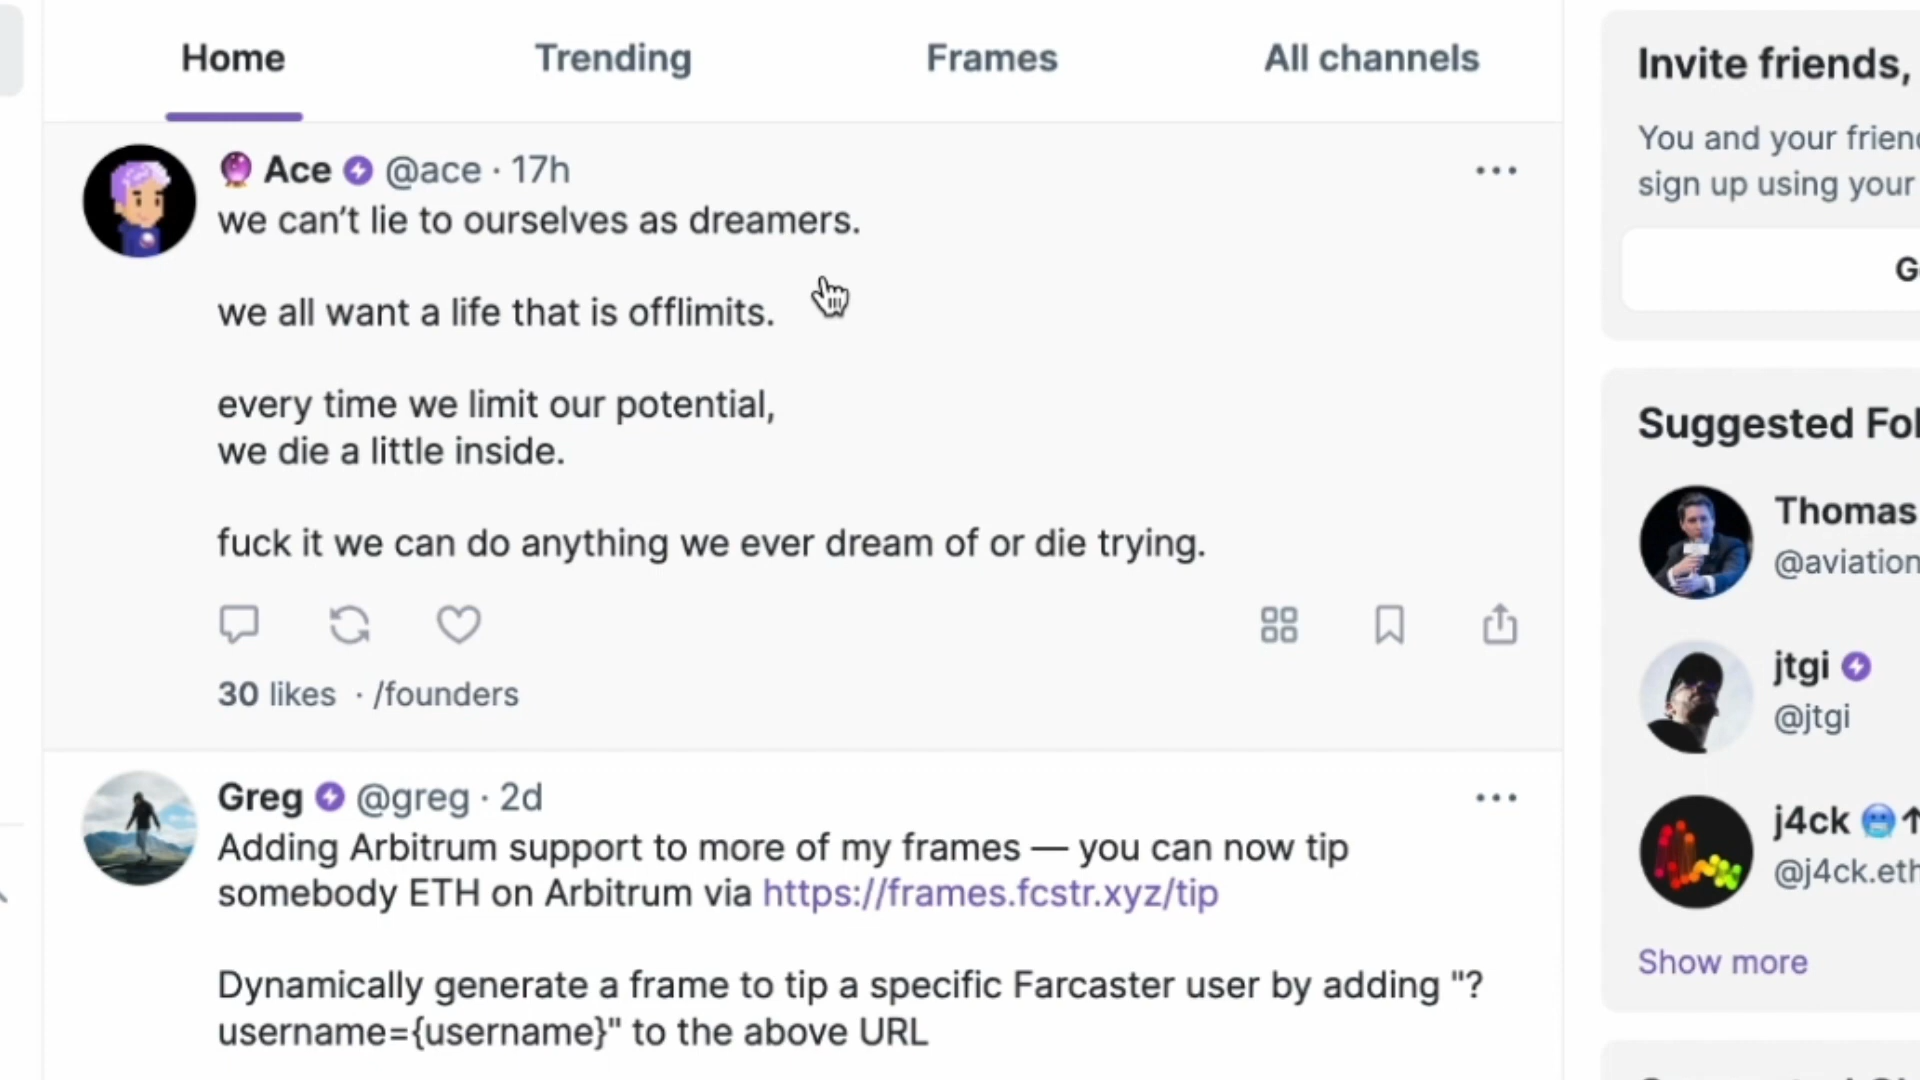 Home
Trending
Frames
All channels
Ace @ace · 17h
we can’t lie to ourselves as dreamers.
we all want a life that is offlimits.
every time we limit our potential,
we die a little inside.
fuck it we can do anything we ever dream of or die trying.
30 likes · /founders
Greg @greg · 2d
Adding Arbitrum support to more of my frames — you can now tip
somebody ETH on Arbitrum via https://frames.fcstr.xyz/tip
Dynamically generate a frame to tip a specific Farcaster user by adding "?
username={username}" to the above URL
Invite friends,
You and your
sign up using your
Suggested
Thomas
@aviation
jtgi
@jtgi
j4ck
@j4ck.eth
Show more